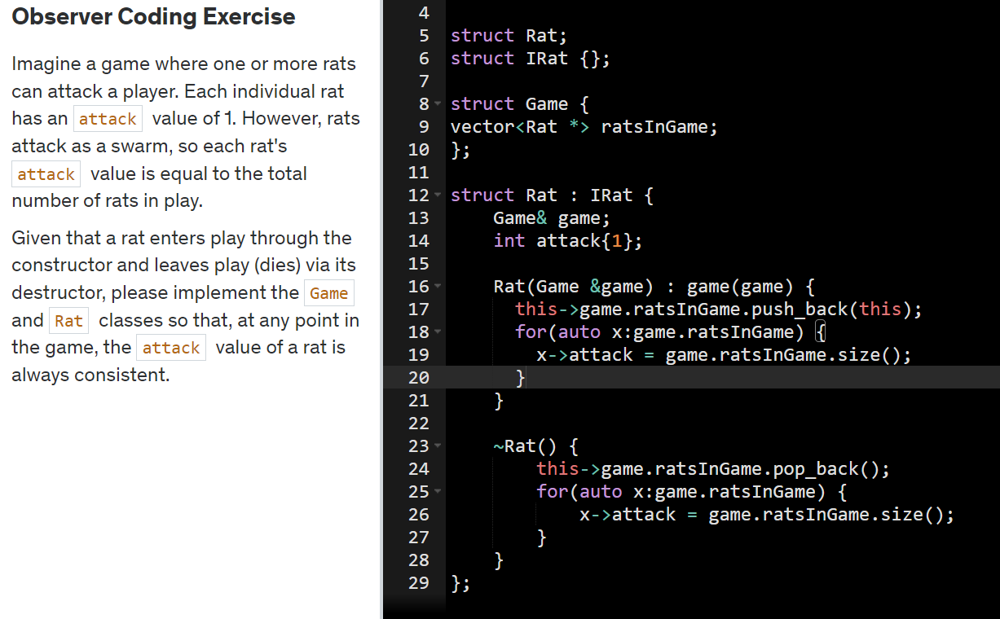 Observer Coding Exercise
Imagine a game where one or more rats
can attack a player. Each individual rat
has an attack value of 1. However, rats
attack as a swarm, so each rat's
attack value is equal to the total
number of rats in play.
Given that a rat enters play through the
constructor and leaves play (dies) via its
destructor, please implement the Game
and Rat classes so that, at any point in
the game, the attack value of a rat is
always consistent.
4
5 struct Rat;
6 struct IRat {};
7
8 struct Game {
9 vector<Rat *> ratsInGame;
10 };
11
12 struct Rat : IRat {
13     Game& game;
14     int attack{1};
15
16     Rat(Game &game) : game(game) {
17       this->game.ratsInGame.push_back(this);
18       for(auto x:game.ratsInGame) {
19         x->attack = game.ratsInGame.size();
20       }
21     }
22
23     ~Rat() {
24         this->game.ratsInGame.pop_back();
25         for(auto x:game.ratsInGame) {
26             x->attack = game.ratsInGame.size();
27         }
28     }
29 };